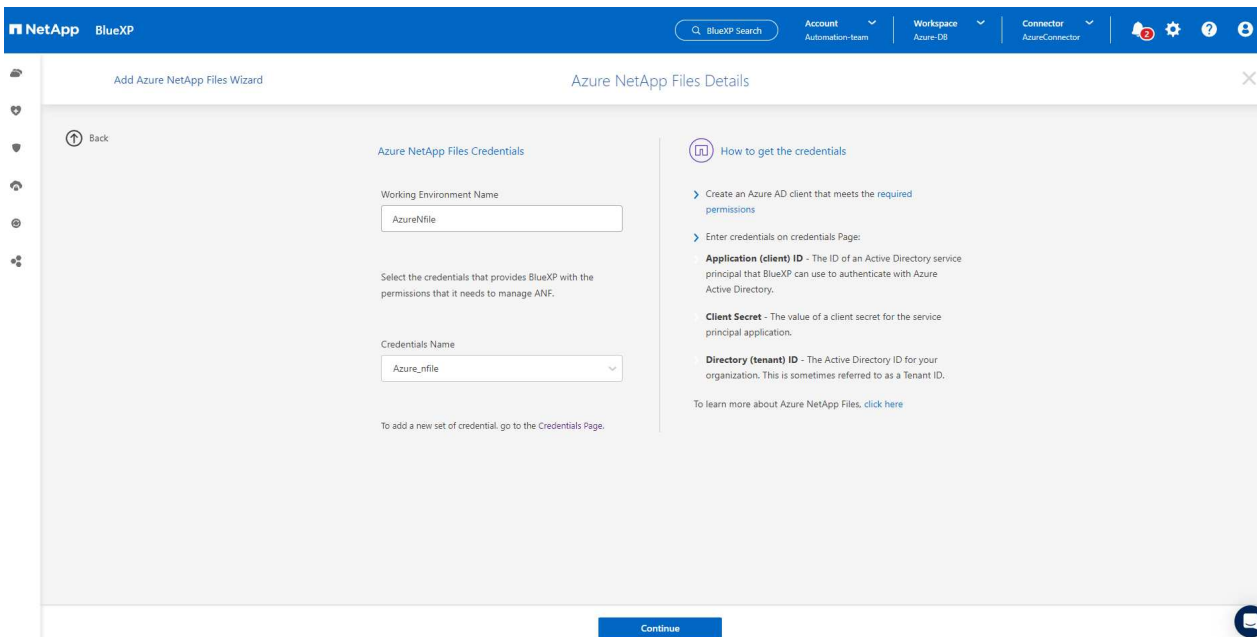 NetApp BlueXP
BlueXP Search
Account
Automation-team
Workspace
Azure-DB
Connector
AzureConnector
2
Add Azure NetApp Files Wizard
Azure NetApp Files Details
Back
Azure NetApp Files Credentials
Working Environment Name
AzureNfile
Select the credentials that provides BlueXP with the
permissions that it needs to manage ANF.
Credentials Name
Azure_nfile
To add a new set of credential, go to the Credentials Page.
How to get the credentials
Create an Azure AD client that meets the required
permissions
Enter credentials on credentials Page:
Application (client) ID - The ID of an Active Directory service
principal that BlueXP can use to authenticate with Azure
Active Directory.
Client Secret - The value of a client secret for the service
principal application.
Directory (tenant) ID - The Active Directory ID for your
organization. This is sometimes referred to as a Tenant ID.
To learn more about Azure NetApp Files, click here
Continue